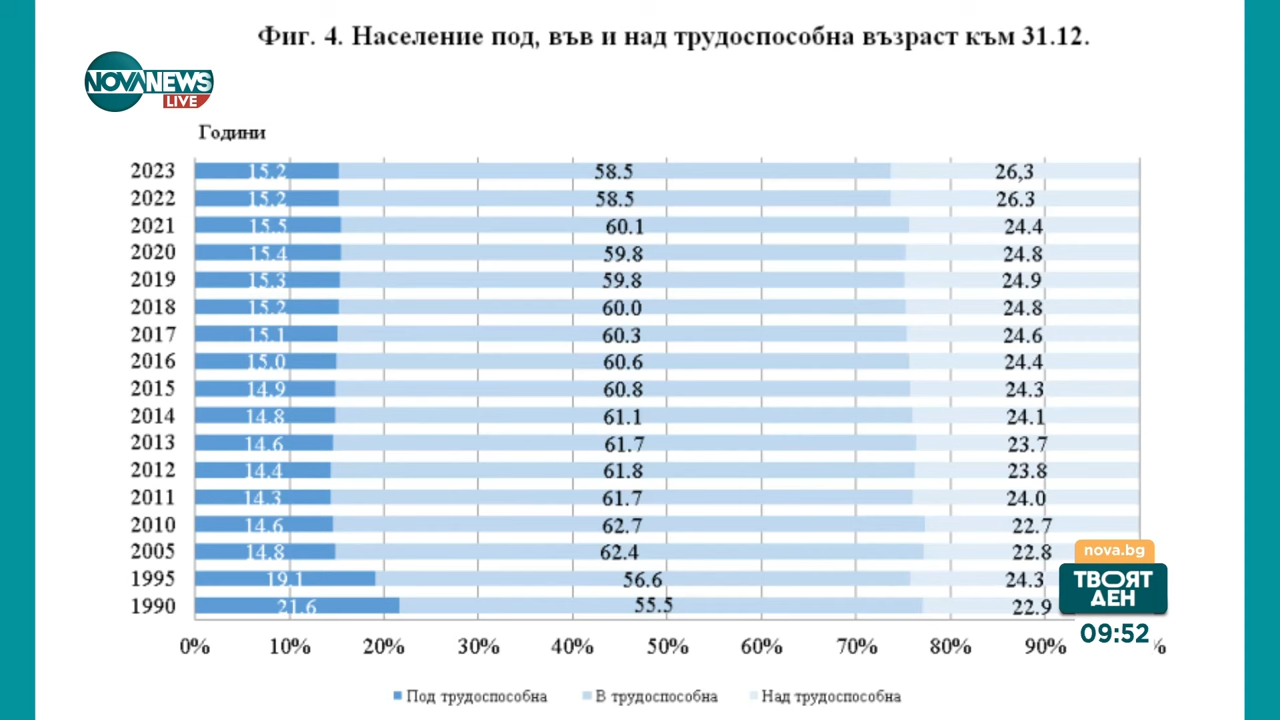 Фиг. 4. Население под, във и над трудоспособна възраст към 31.12.
NOVANEWS
LIVE
Години
2023 15.2 58.5 26,3
2022 15.2 58.5 26.3
2021 15.5 60.1 24.4
2020 15.4 59.8 24.8
2019 15.3 59.8 24.9
2018 15.2 60.0 24.8
2017 15.1 60.3 24.6
2016 15.0 60.6 24.4
2015 14.9 60.8 24.3
2014 14.8 61.1 24.1
2013 14.6 61.7 23.7
2012 14.4 61.8 23.8
2011 14.3 61.7 24.0
2010 14.6 62.7 22.7
2005 14.8 62.4 22.8
1995 19.1 56.6 24.3
1990 21.6 55.5 22.9
nova.bg
ТВОЯТ
ДЕН
09:52
0% 10% 20% 30% 40% 50% 60% 70% 80% 90% %
Под трудоспособна В трудоспособна Над трудоспособна